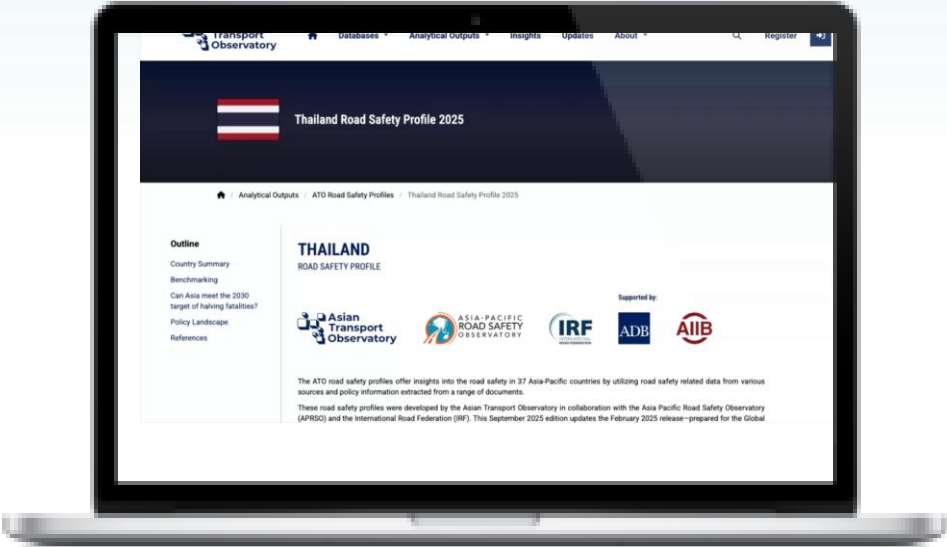 Transport
Observatory
Databases
Analytical Outputs
Insights
Updates
About
Register
Thailand Road Safety Profile 2025
/ Analytical Outputs / ATO Road Safety Profiles / Thailand Road Safety Profile 2025
Outline
Country Summary
Benchmarking
Can Asia meet the 2030
target of halving fatalities?
Policy Landscape
References
THAILAND
ROAD SAFETY PROFILE
Supported by:
Asian
Transport
Observatory
ASIA-PACIFIC
ROAD SAFETY
OBSERVATORY
IRF
INTERNATIONAL
ROAD FEDERATION
ADB
AIIB
The ATO road safety profiles offer insights into the road safety in 37 Asia-Pacific countries by utilizing road safety related data from various
sources and policy information extracted from a range of documents.
These road safety profiles were developed by the Asian Transport Observatory in collaboration with the Asia Pacific Road Safety Observatory
(APRSO) and the International Road Federation (IRF). This September 2025 edition updates the February 2025 release—prepared for the Global